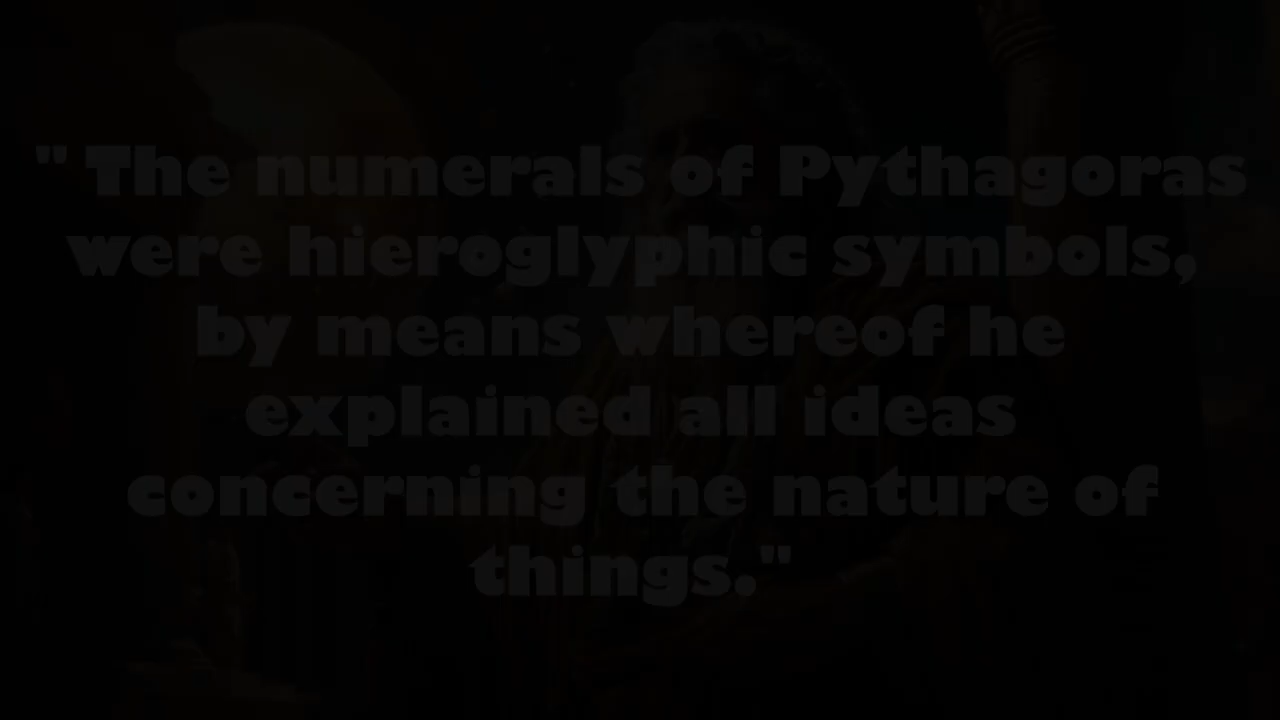 " The numerals of Pythagoras
were hieroglyphic symbols,
by means whereof he
explained all ideas
concerning the nature of
things."